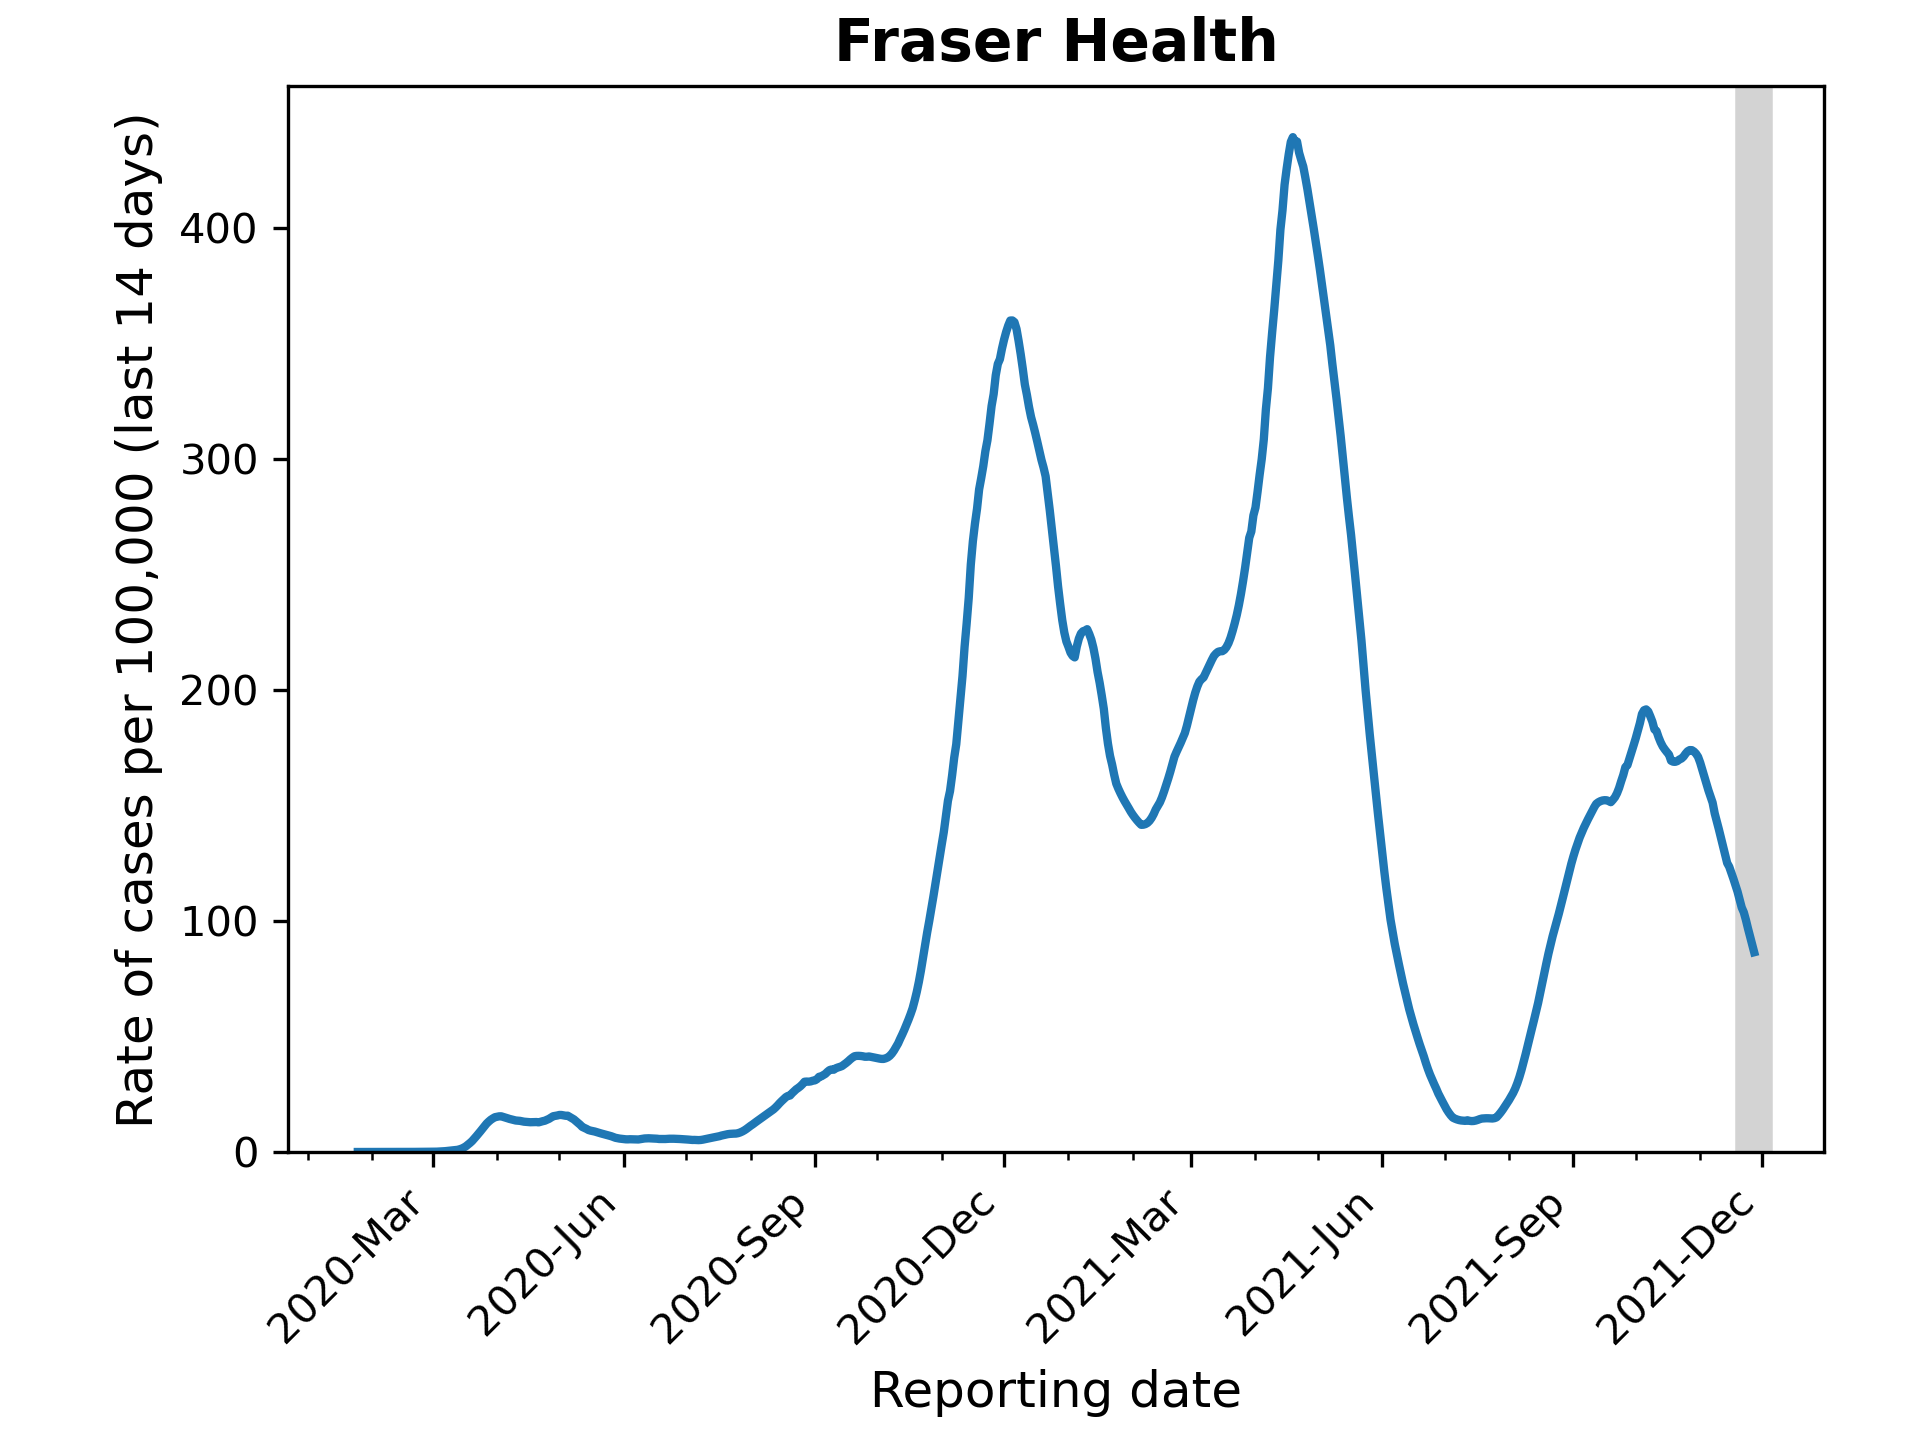 Fraser Health
Rate of cases per 100,000 (last 14 days)
400
300
200
100
0
2020-Mar
2020-Jun
2020-Sep
2020-Dec
2021-Mar
2021-Jun
2021-Sep
2021-Dec
Reporting date